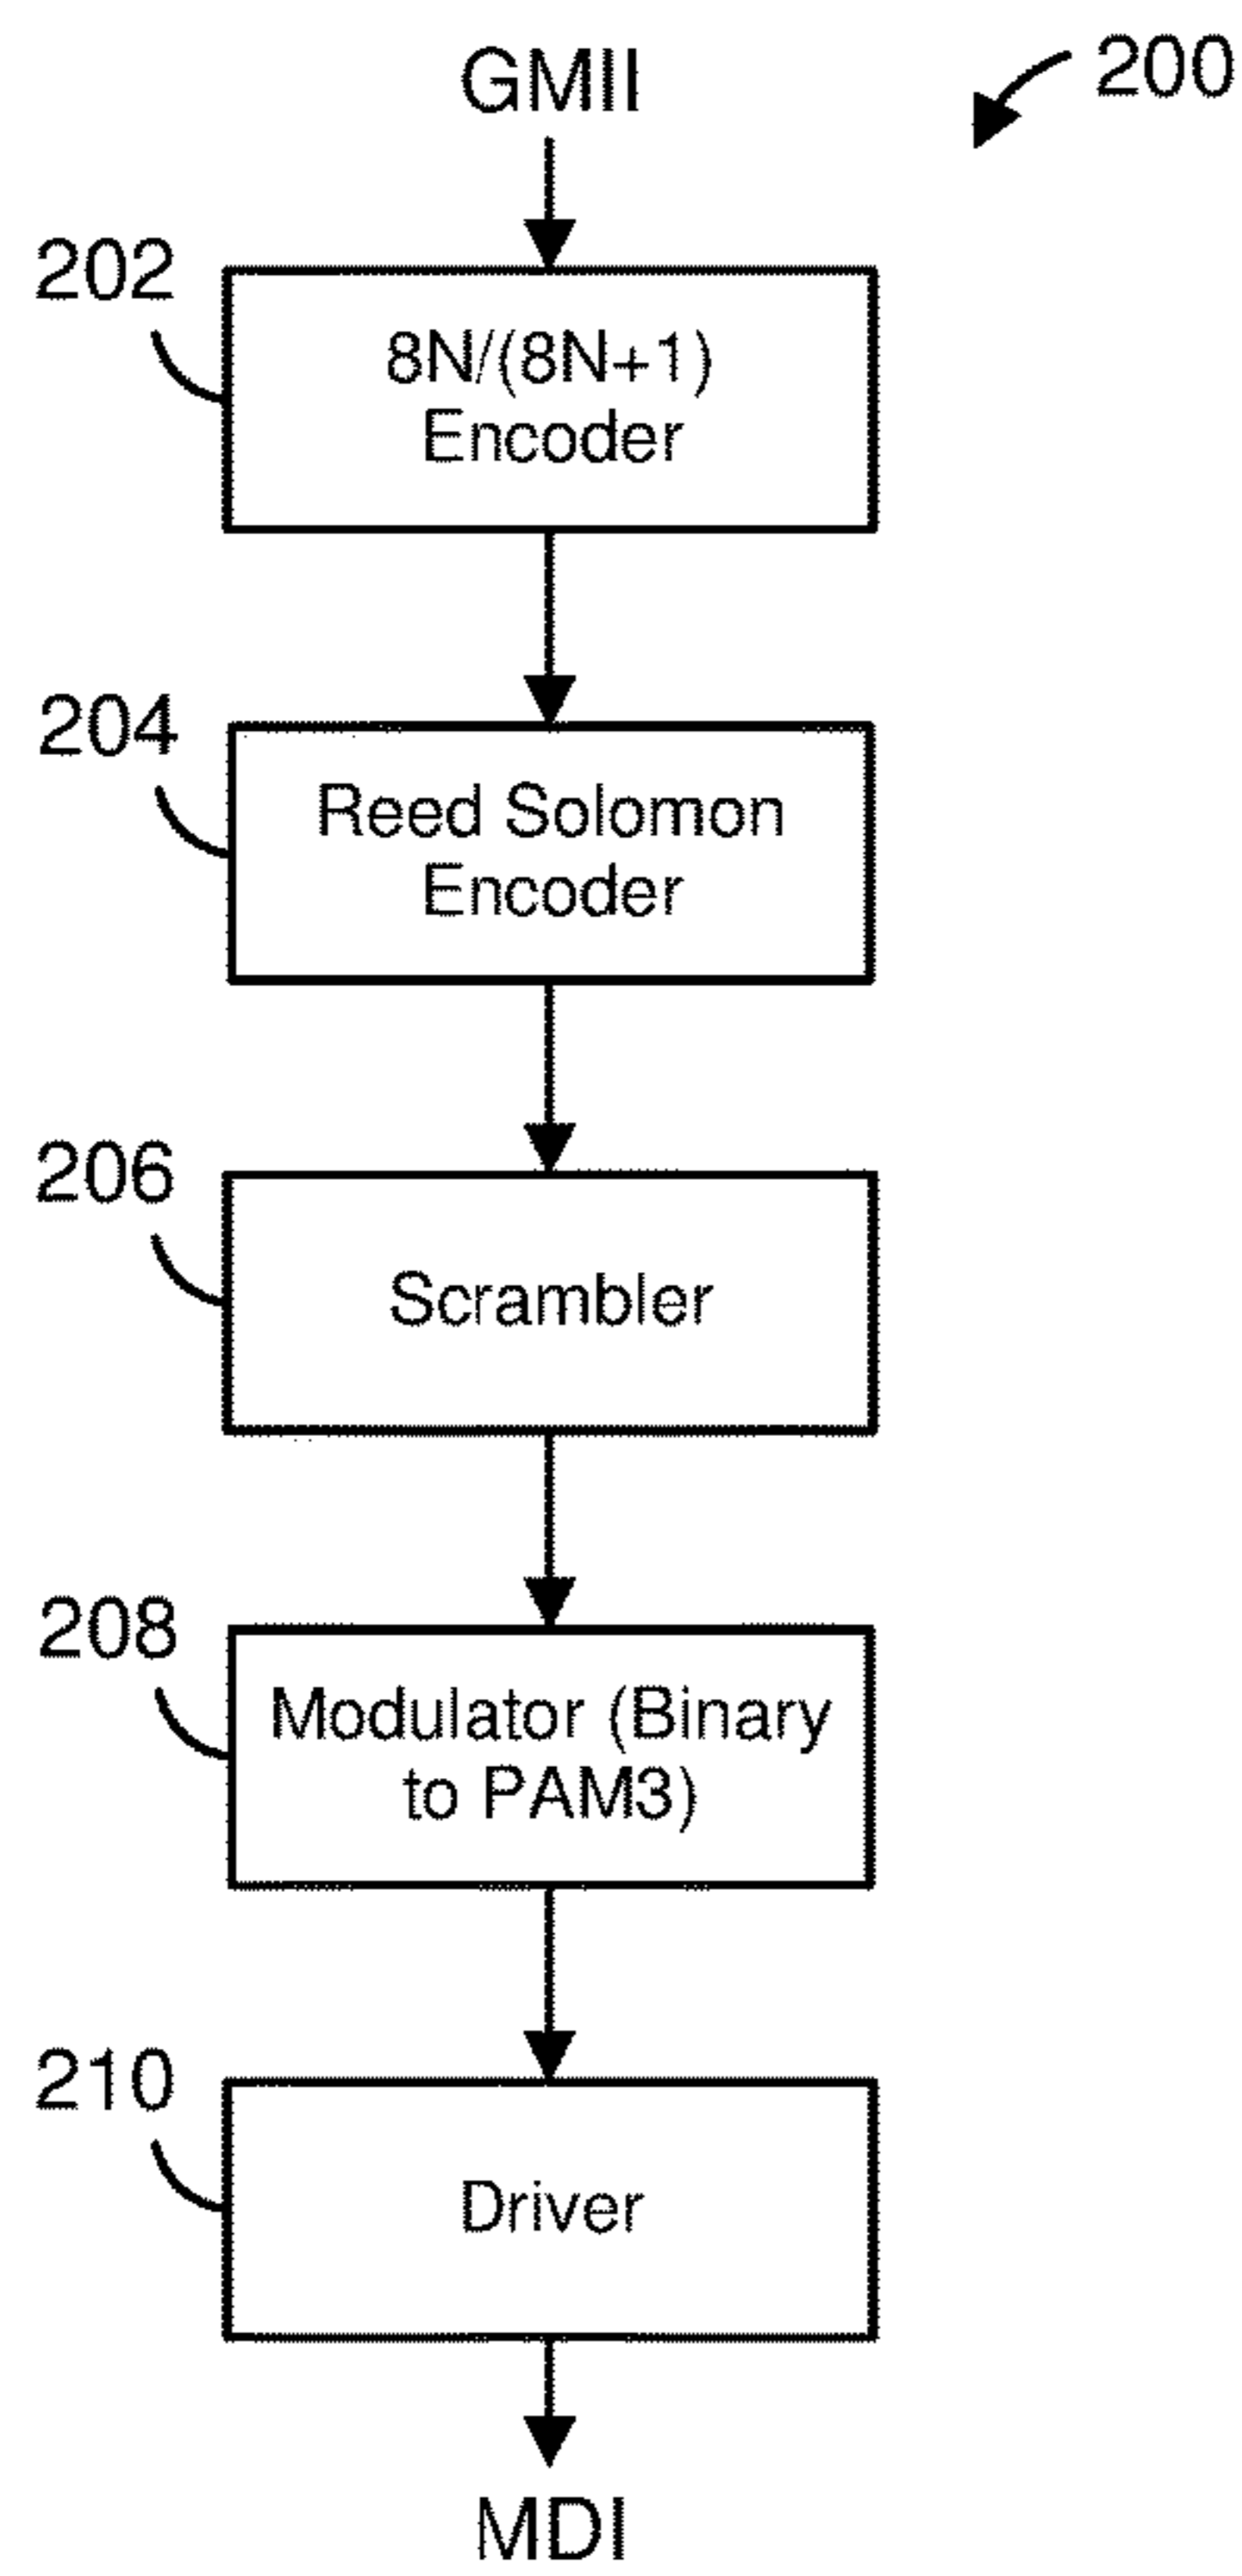 GMII
200
202
8N/(8N+1)
Encoder
204
Reed Solomon
Encoder
206
Scrambler
208
Modulator (Binary
to PAM3)
210
Driver
MDI